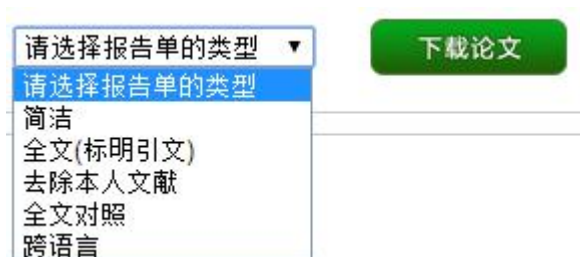 请选择报告单的类型 ▼ 下载论文
请选择报告单的类型
简洁
全文(标明引文)
去除本人文献
全文对照
跨语言